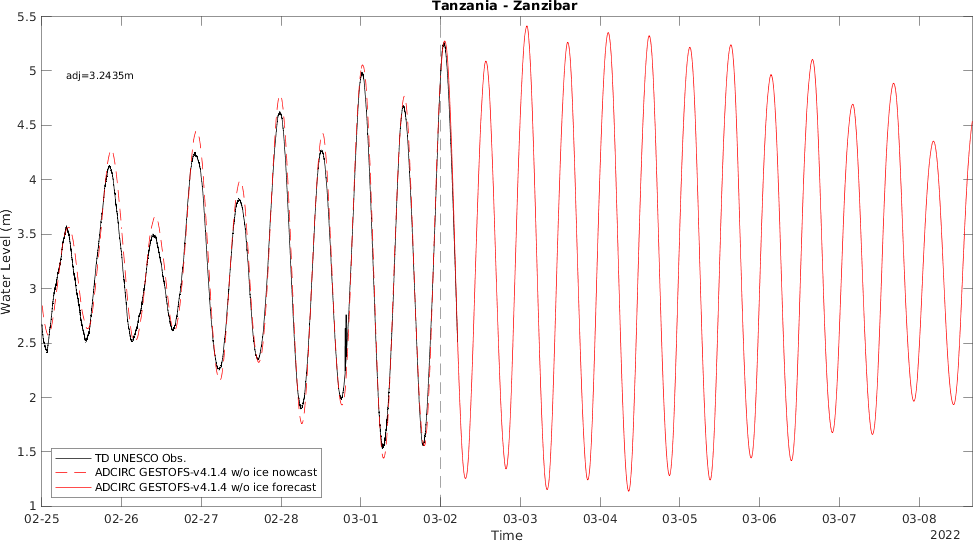 Tanzania - Zanzibar
5.5
5
4.5
4
3.5
3
2.5
2
1.5
1
Water Level (m)
adj=3.2435m
TD UNESCO Obs.
ADCIRC GESTOFS-v4.1.4 w/o ice nowcast
ADCIRC GESTOFS-v4.1.4 w/o ice forecast
02-25 02-26 02-27 02-28 03-01 03-02 03-03 03-04 03-05 03-06 03-07 03-08
Time
2022